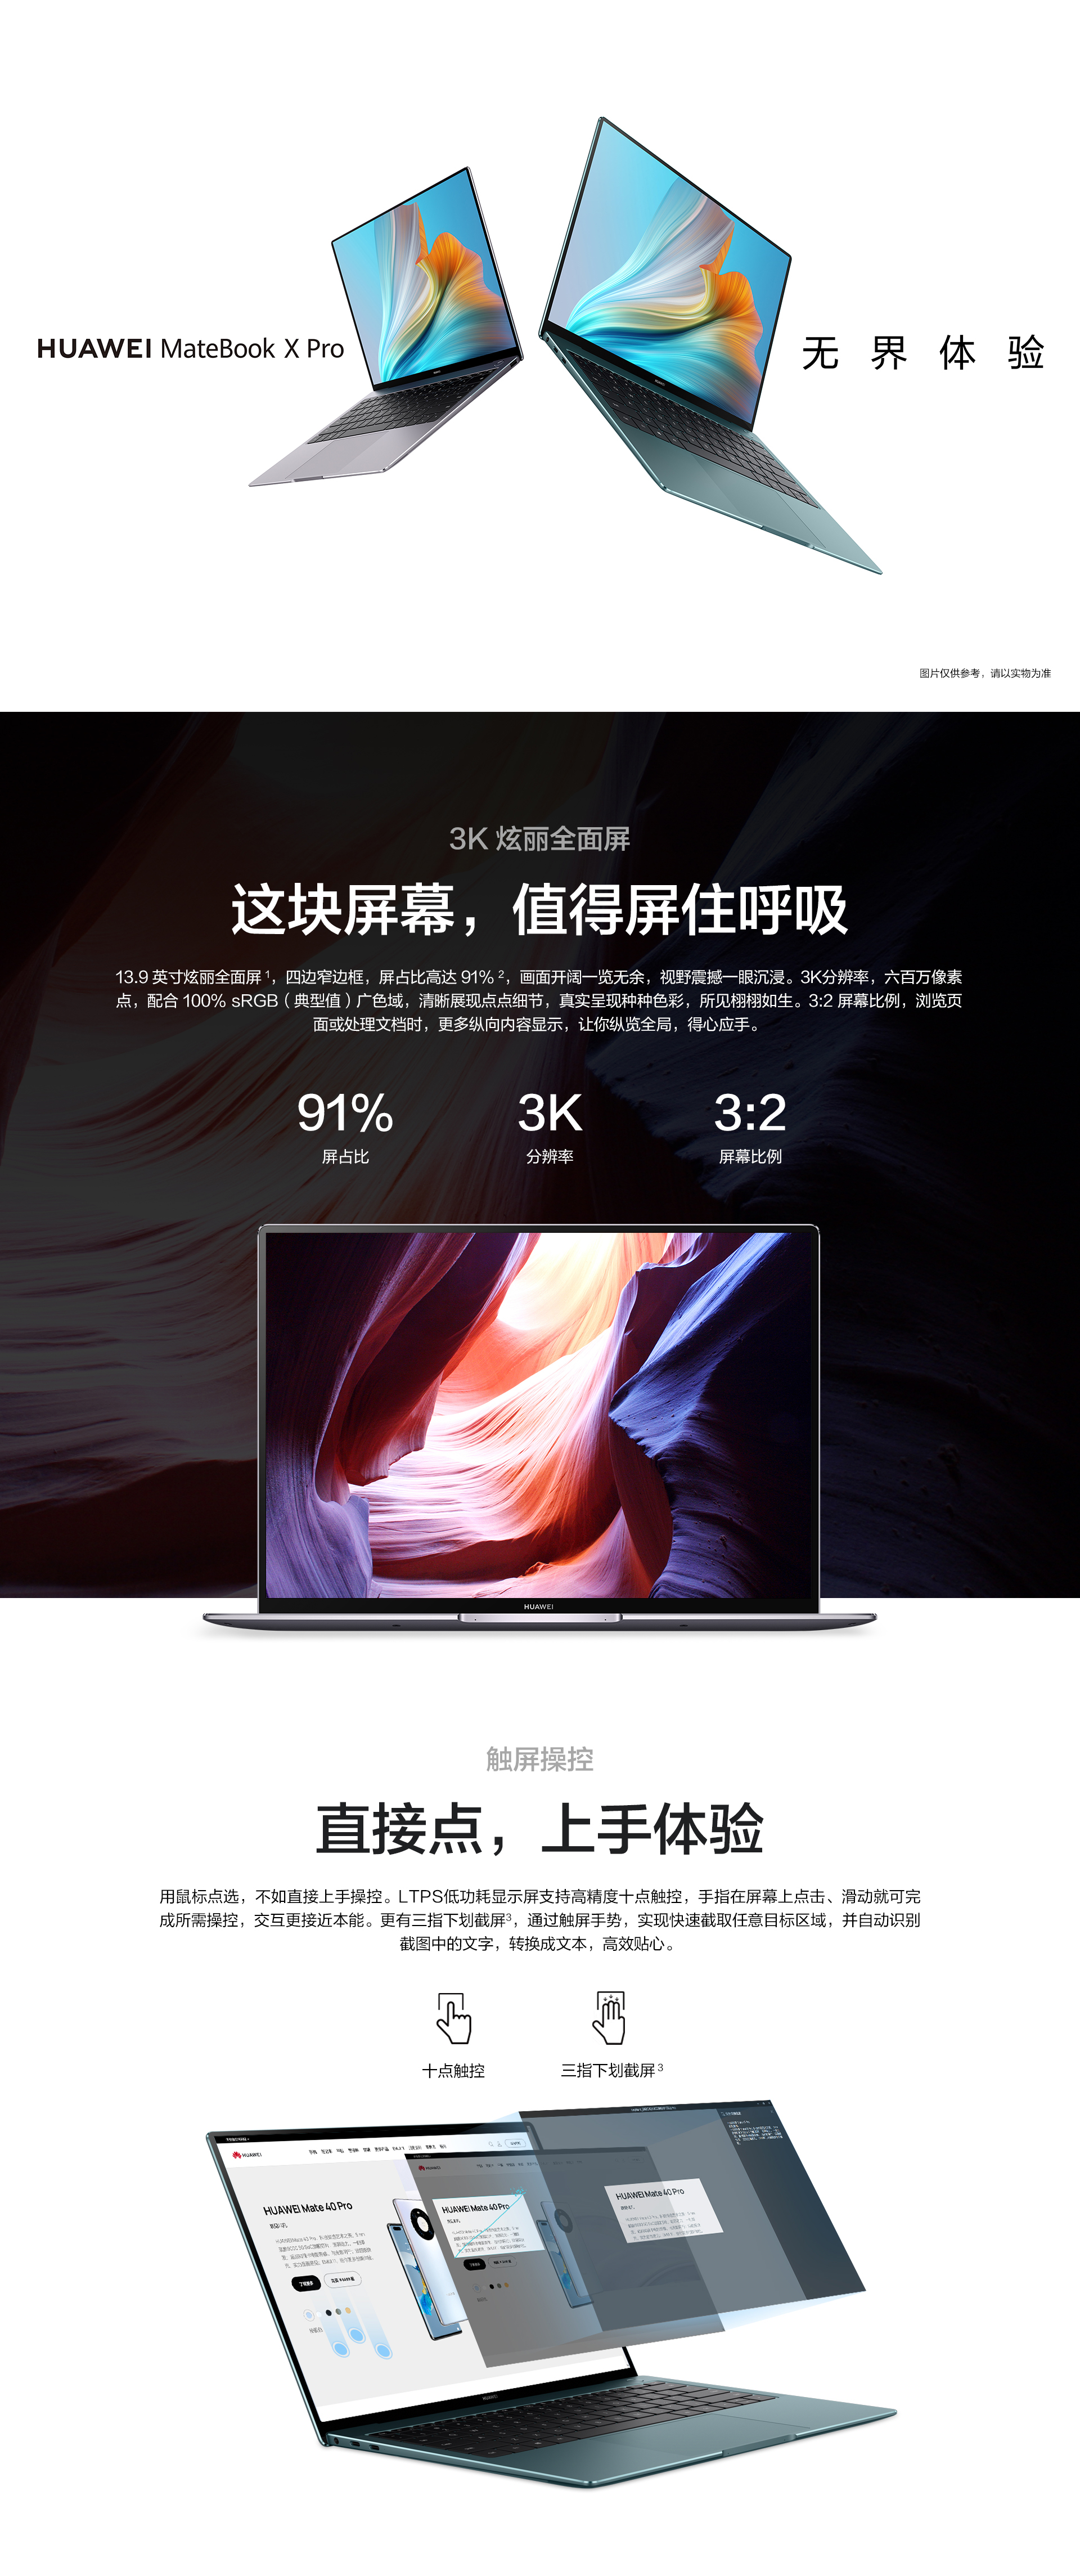 HUAWEI MateBook X Pro
无界体验
图片仅供参考，请以实物为准
3K 炫丽全面屏
这块屏幕，值得屏住呼吸
13.9 英寸炫丽全面屏¹，四边窄边框，屏占比高达 91%²，画面开阔一览无余，视野震撼一眼沉浸。3K分辨率，六百万像素
点，配合 100% sRGB（典型值）广色域，清晰展现点点细节，真实呈现种种色彩，所见栩栩如生。3:2 屏幕比例，浏览页
面或处理文档时，更多纵向内容显示，让你纵览全局，得心应手。
91% 3K 3:2
屏占比 分辨率 屏幕比例
HUAWEI
触屏操控
直接点，上手体验
用鼠标点选，不如直接上手操控。LTPS低功耗显示屏支持高精度十点触控，手指在屏幕上点击、滑动就可完
成所需操控，交互更接近本能。更有三指下划截屏³，通过触屏手势，实现快速截取任意目标区域，并自动识别
截图中的文字，转换成文本，高效贴心。
十点触控 三指下划截屏³
HUAWEI
HUAWEI Mate 40 Pro
HUAWEI
HUAWEI Mate 40 Pro
HUAWEI Mate 40 Pro
HUAWEI